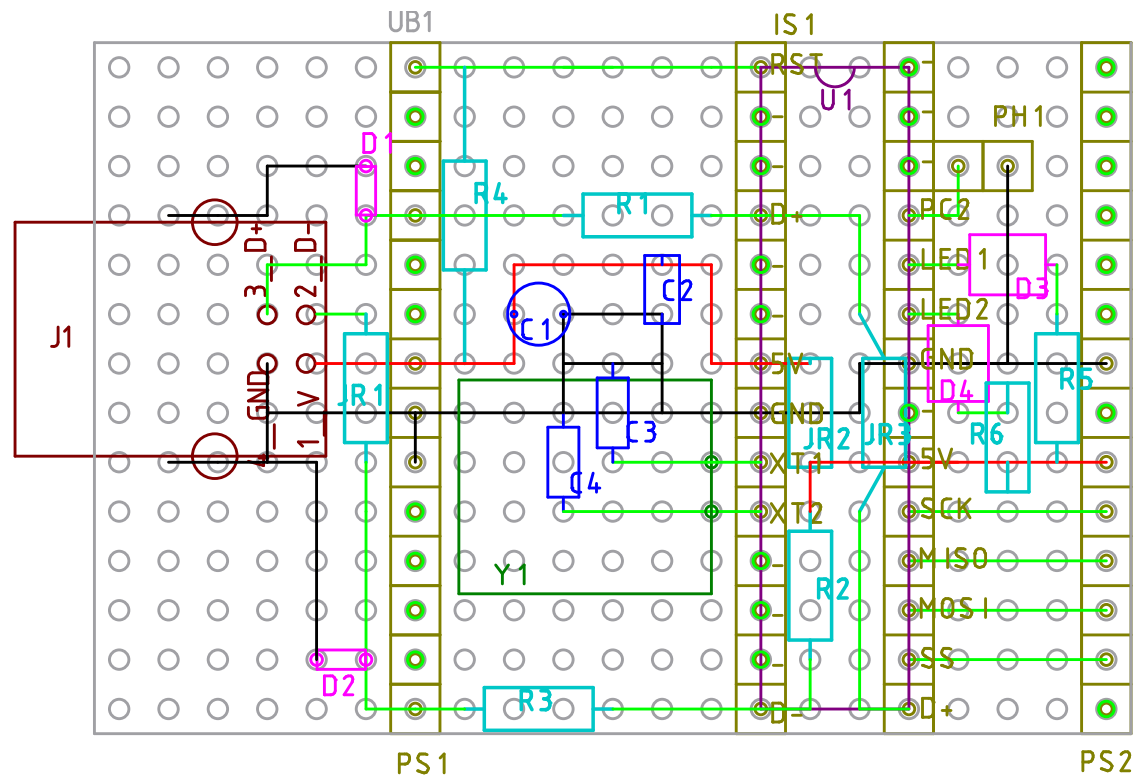 UB1
IS1
RST
U1
PH1
D1
R4
R1
D+
PC2
D+
D-
LED1
D3
3
2
C2
LED2
J1
C1
5V
GND
R5
GND
V
JR1
D4
GND
JR2
JR3
R6
C3
4
1
XT1
5V
C4
XT2
SCK
Y1
MISO
R2
MOSI
SS
D2
R3
D-
D+
PS1
PS2